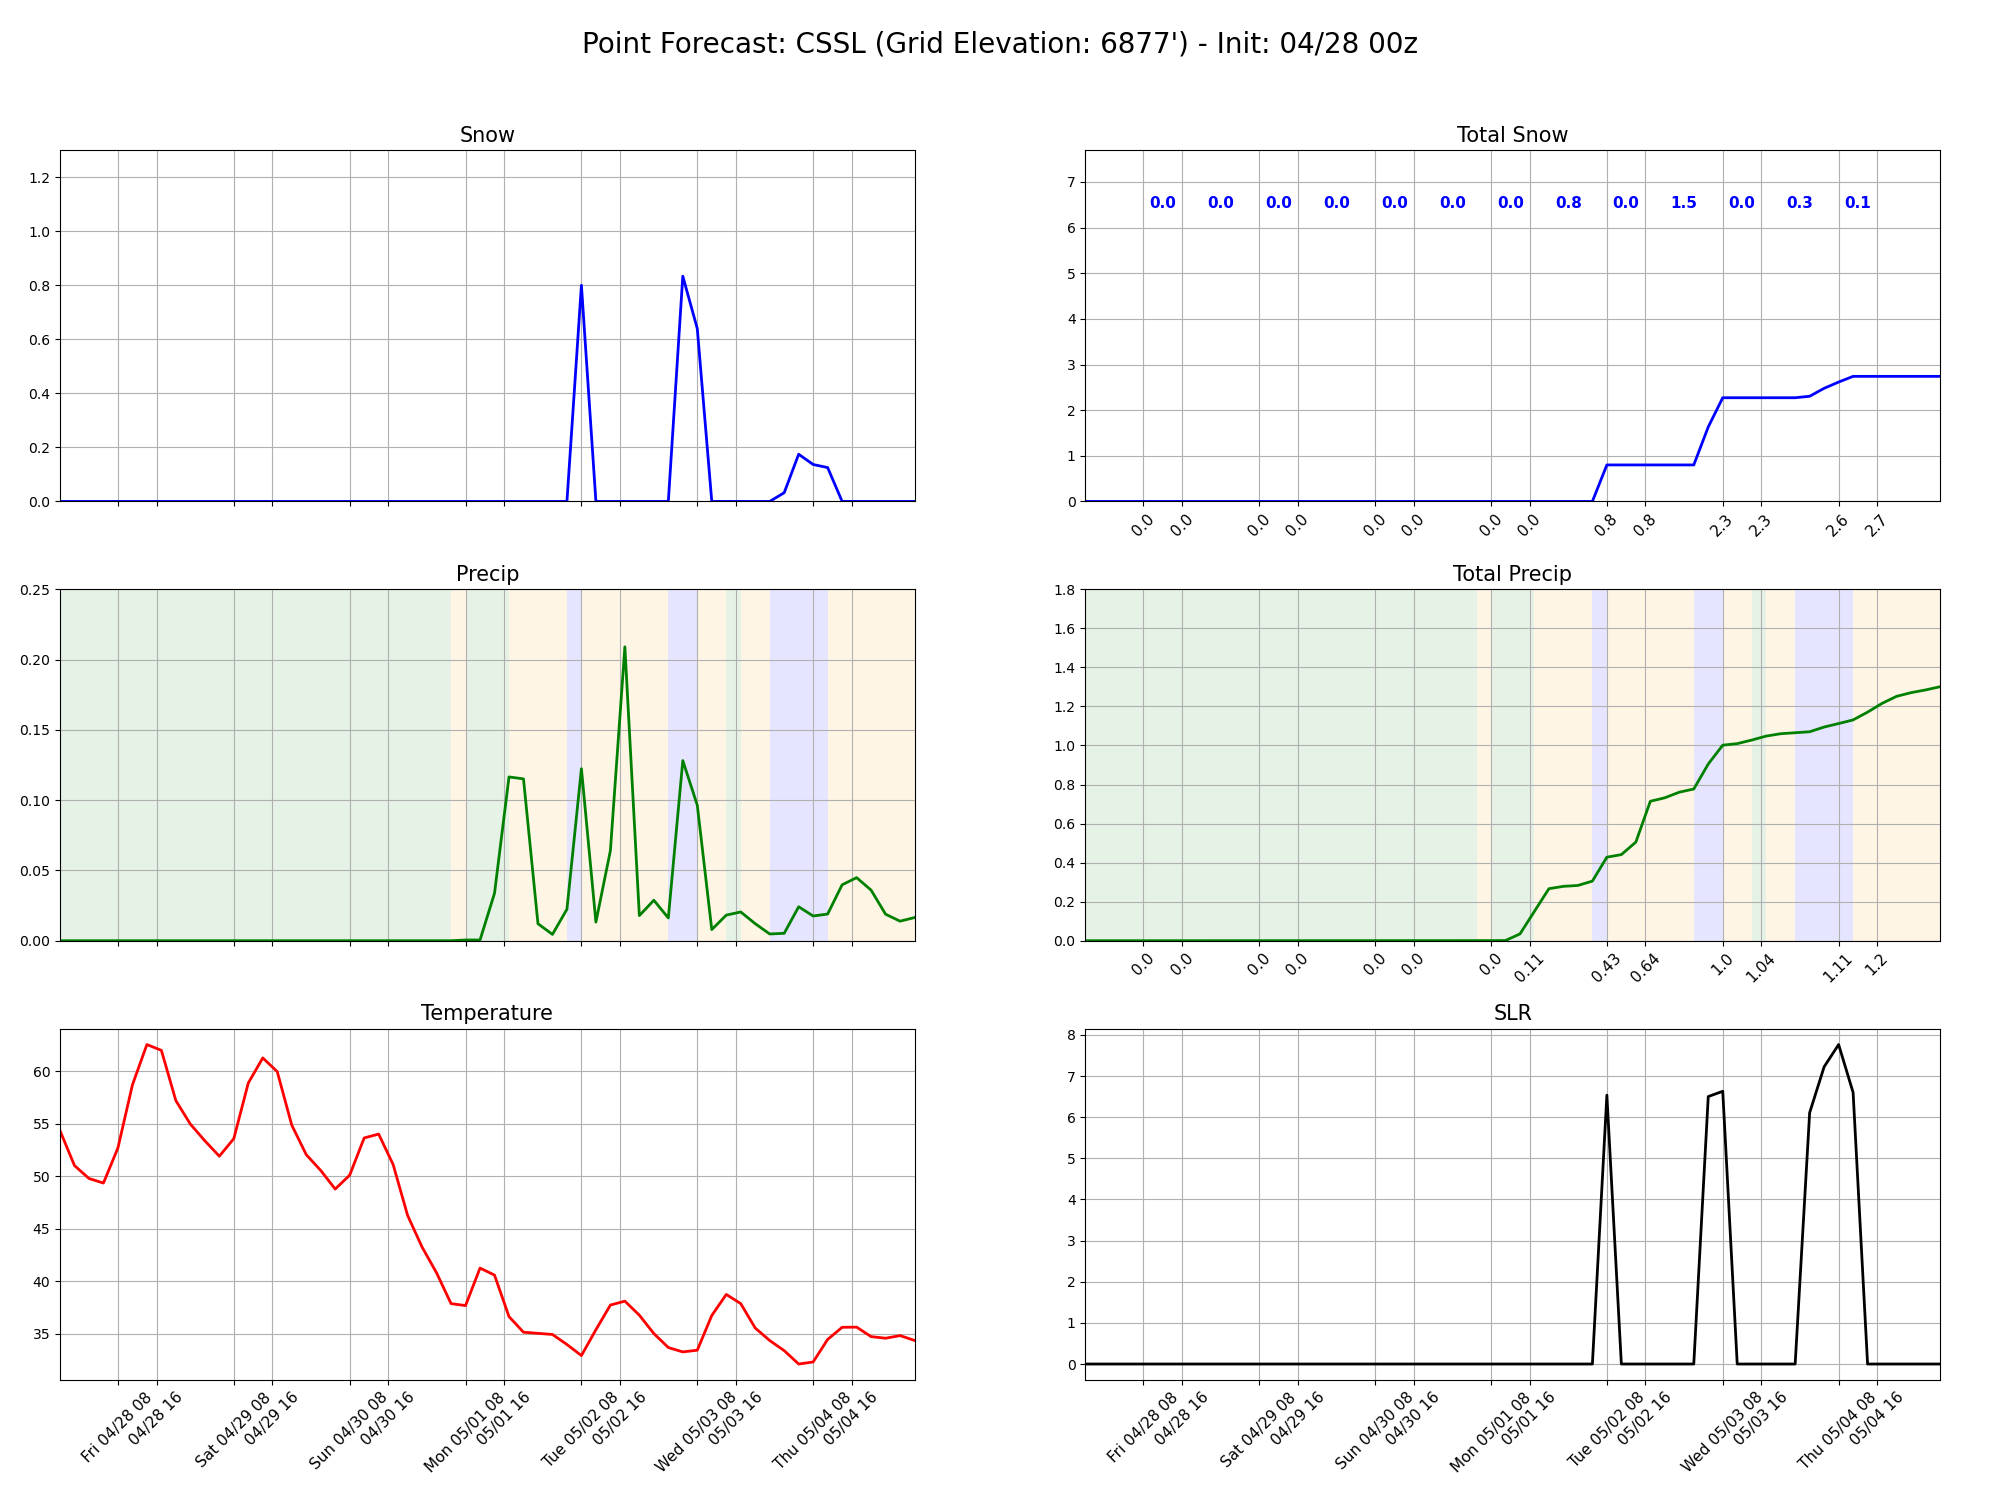 Point Forecast: CSSL (Grid Elevation: 6877') - Init: 04/28 00z
Snow
1.2
1.0
0.8
0.6
0.4
0.2
0.0
Total Snow
7
6
5
4
3
2
1
0
0.0 0.0 0.0 0.0 0.0 0.0 0.0 0.8 0.0 1.5 0.0 0.3 0.1
0.0 0.0 0.0 0.0 0.0 0.0 0.0 0.0 0.8 0.8 2.3 2.3 2.6 2.7
Precip
0.25
0.20
0.15
0.10
0.05
0.00
Total Precip
1.8
1.6
1.4
1.2
1.0
0.8
0.6
0.4
0.2
0.0
0.0 0.0 0.0 0.0 0.0 0.0 0.0 0.11 0.43 0.64 1.0 1.04 1.11 1.2
Temperature
60
55
50
45
40
35
Fri 04/28 08
04/28 16
Sat 04/29 08
04/29 16
Sun 04/30 08
04/30 16
Mon 05/01 08
05/01 16
Tue 05/02 08
05/02 16
Wed 05/03 08
05/03 16
Thu 05/04 08
05/04 16
SLR
8
7
6
5
4
3
2
1
0
Fri 04/28 08
04/28 16
Sat 04/29 08
04/29 16
Sun 04/30 08
04/30 16
Mon 05/01 08
05/01 16
Tue 05/02 08
05/02 16
Wed 05/03 08
05/03 16
Thu 05/04 08
05/04 16